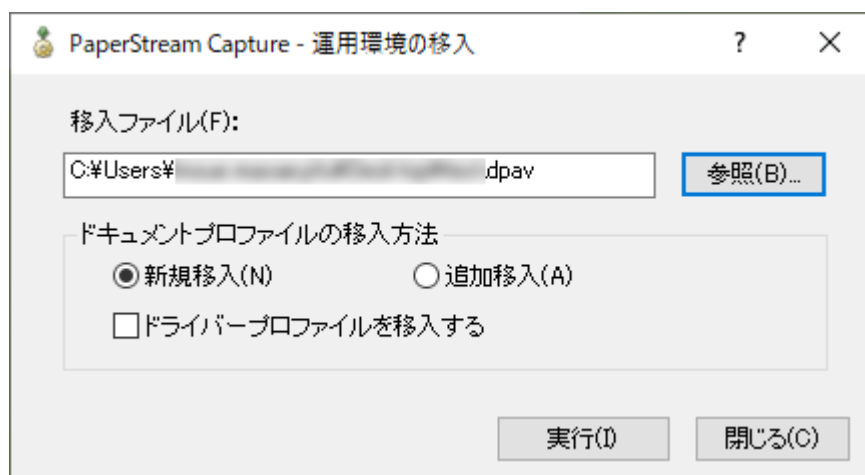 PaperStream Capture - 運用環境の移入
移入ファイル(F):
C:¥Users¥ .dpav
参照(B)...
ドキュメントプロファイルの移入方法
新規移入(N) 追加移入(A)
ドライバープロファイルを移入する
実行(I) 閉じる(C)